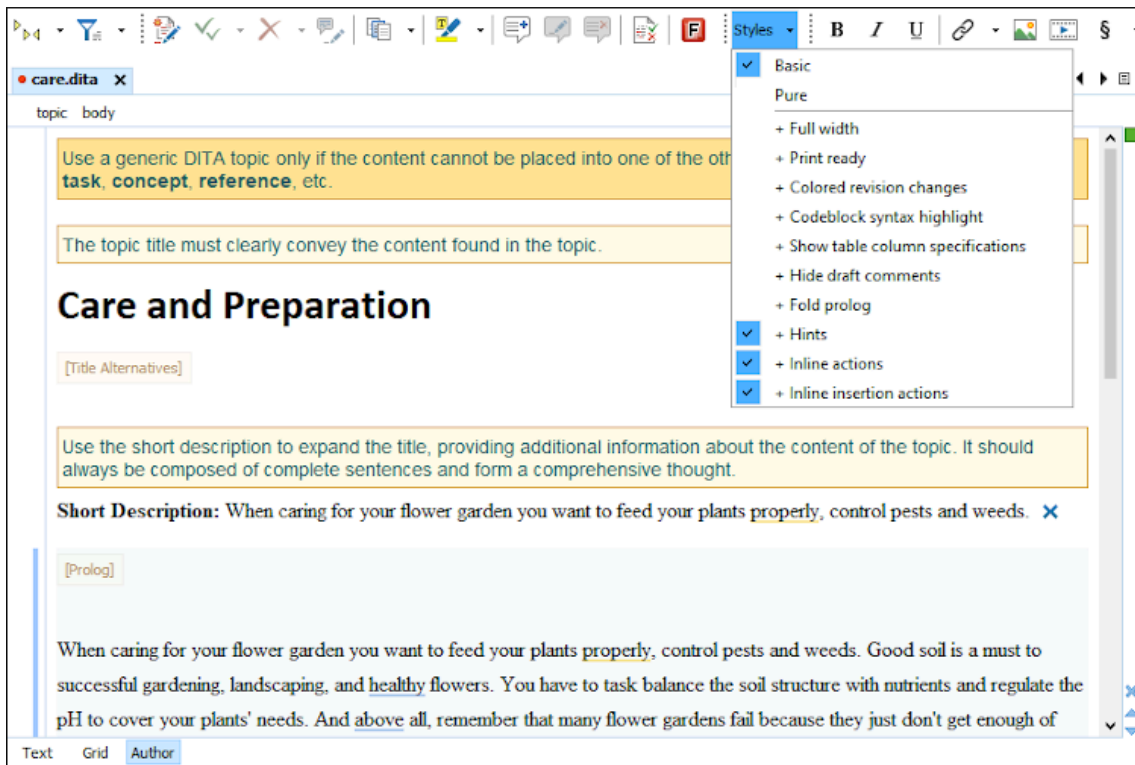 T
F
Styles
B
I
U
§
care.dita
topic body
Basic
Pure
+ Full width
+ Print ready
+ Colored revision changes
+ Codeblock syntax highlight
+ Show table column specifications
+ Hide draft comments
+ Fold prolog
+ Hints
+ Inline actions
+ Inline insertion actions
Use a generic DITA topic only if the content cannot be placed into one of the
task, concept, reference, etc.
The topic title must clearly convey the content found in the topic.
Care and Preparation
[Title Alternatives]
Use the short description to expand the title, providing additional information about the content of the topic. It should
always be composed of complete sentences and form a comprehensive thought.
Short Description: When caring for your flower garden you want to feed your plants properly, control pests and weeds.
[Prolog]
When caring for your flower garden you want to feed your plants properly, control pests and weeds. Good soil is a must to
successful gardening, landscaping, and healthy flowers. You have to task balance the soil structure with nutrients and regulate the
pH to cover your plants' needs. And above all, remember that many flower gardens fail because they just don't get enough of
Text Grid Author